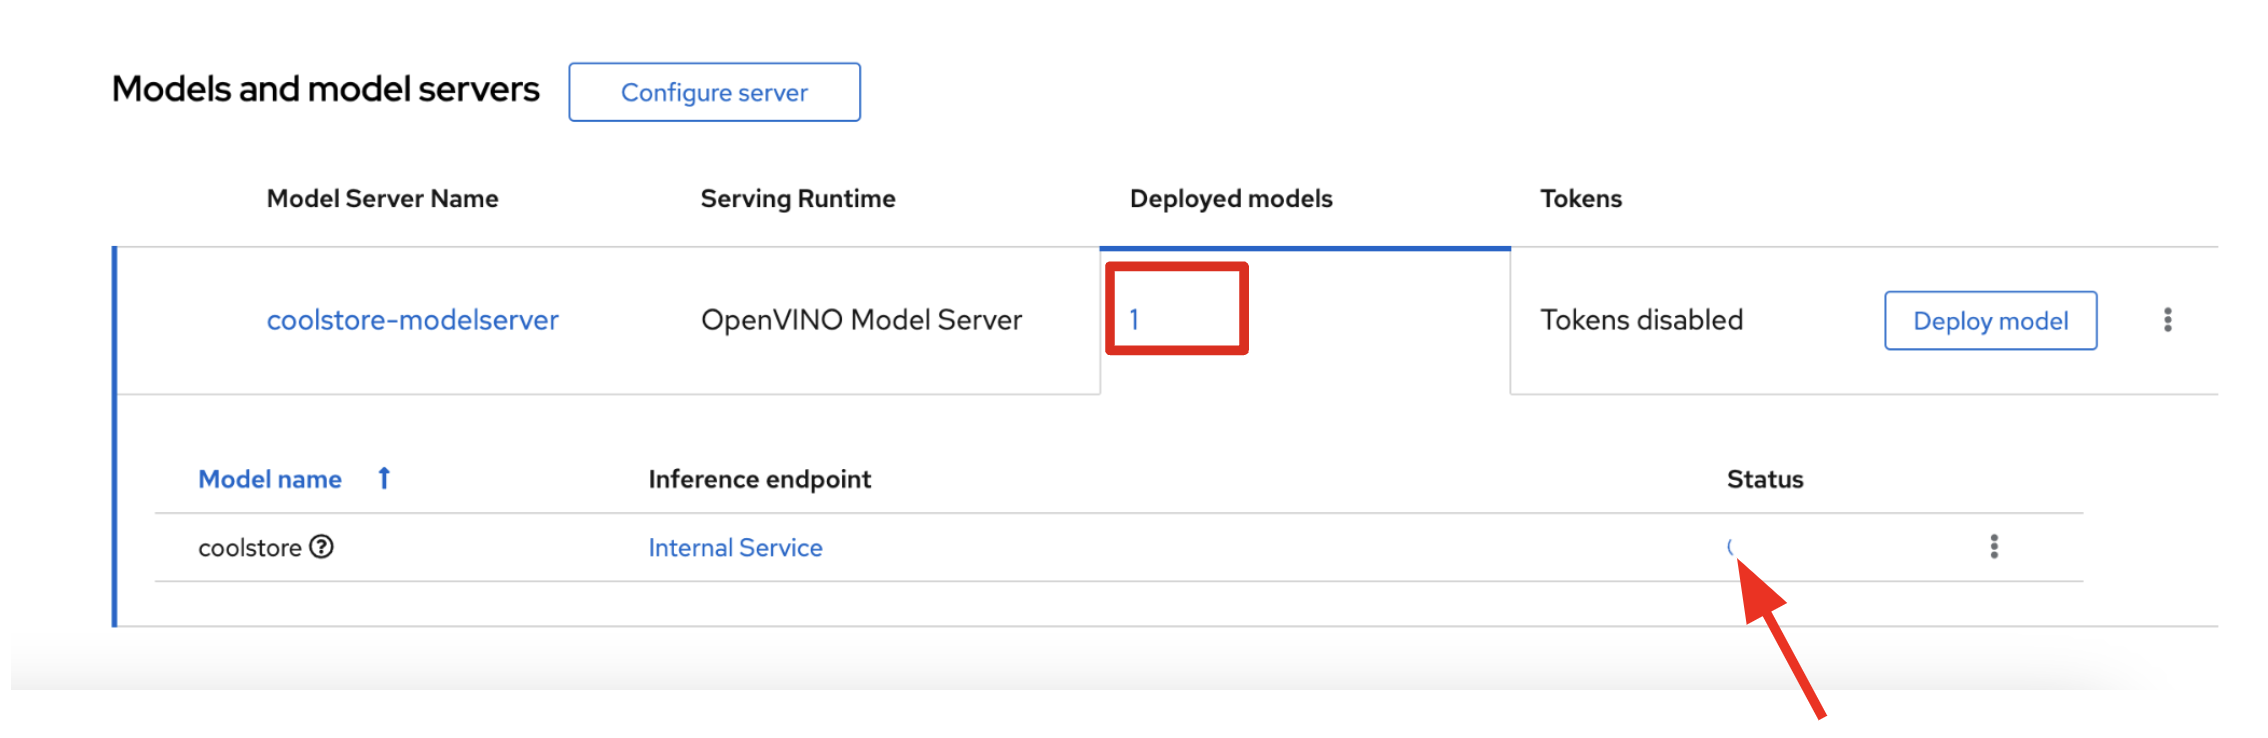 Models and model servers Configure server
Model Server Name Serving Runtime Deployed models Tokens
coolstore-modelserver OpenVINO Model Server 1 Tokens disabled Deploy model
Model name Inference endpoint Status
coolstore Internal Service